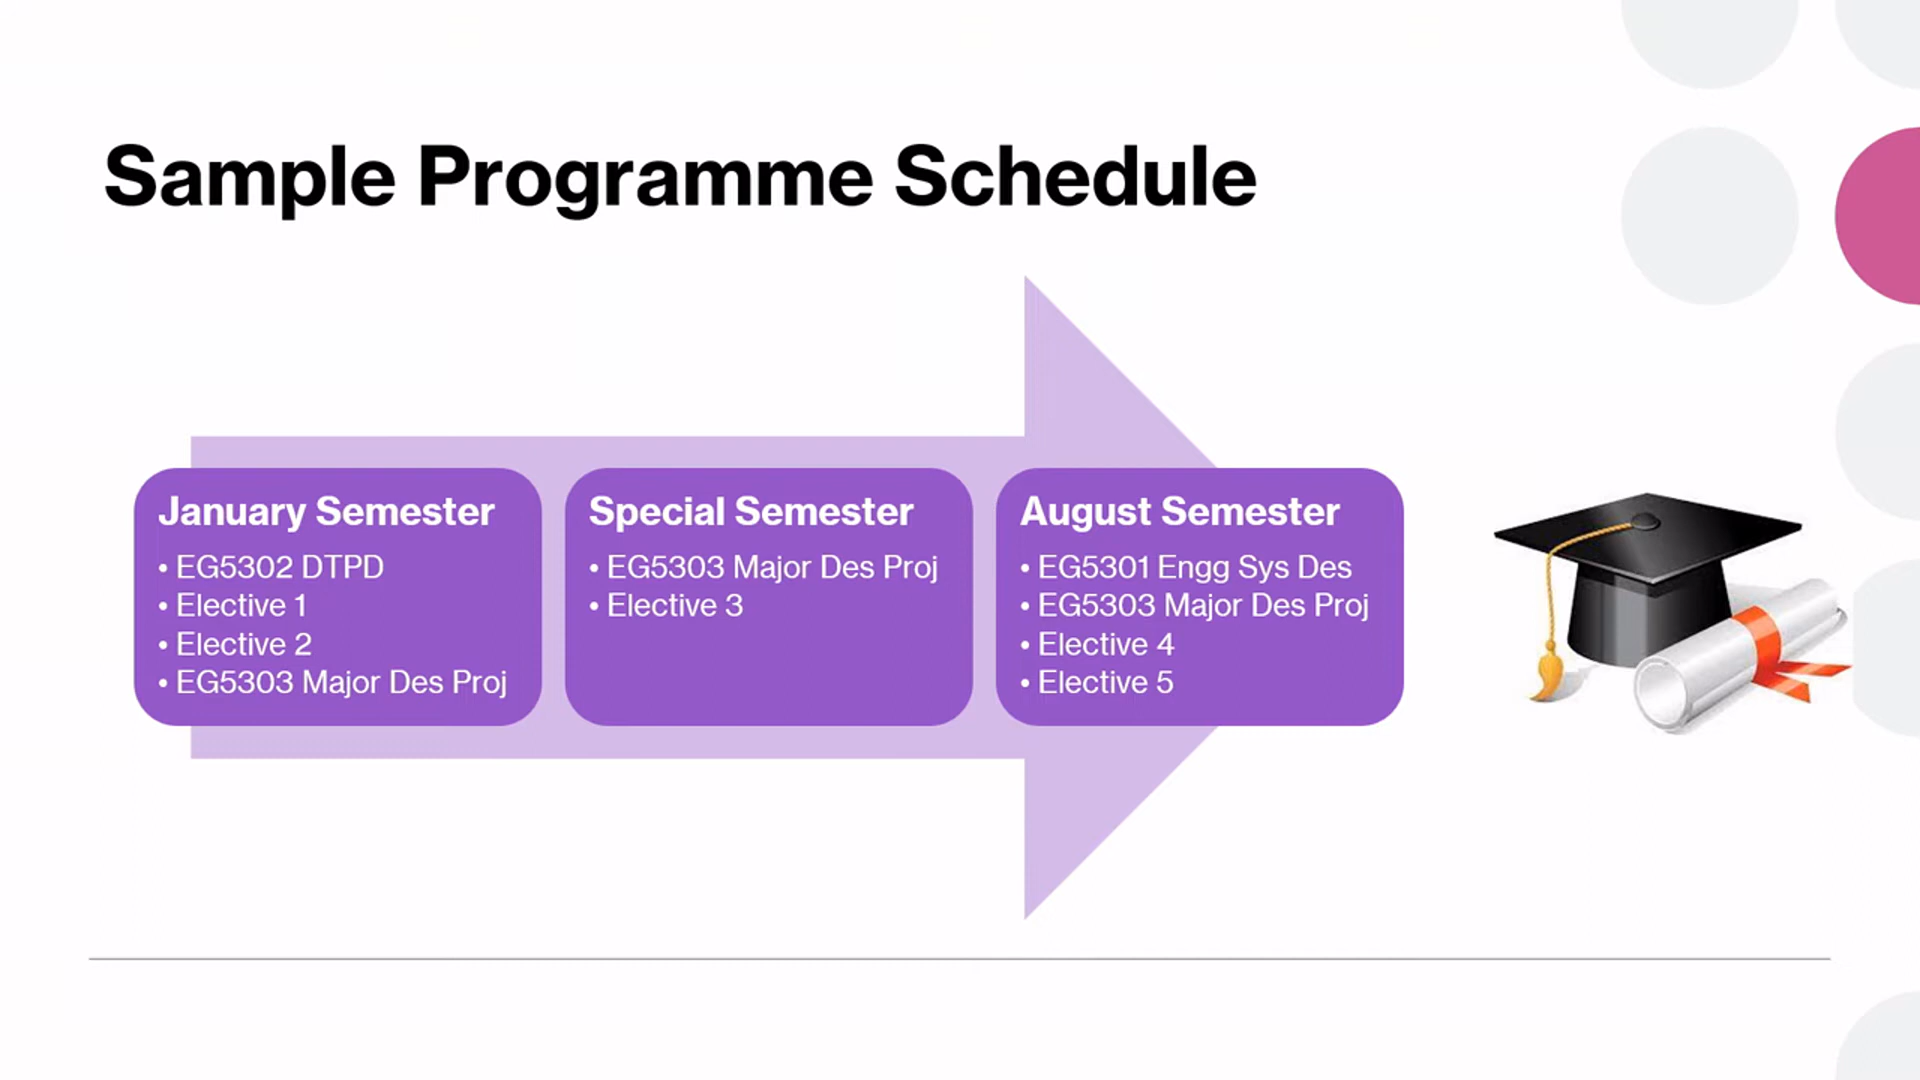 Sample Programme Schedule
January Semester
• EG5302 DTPD
• Elective 1
• Elective 2
• EG5303 Major Des Proj
Special Semester
• EG5303 Major Des Proj
• Elective 3
August Semester
• EG5301 Engg Sys Des
• EG5303 Major Des Proj
• Elective 4
• Elective 5